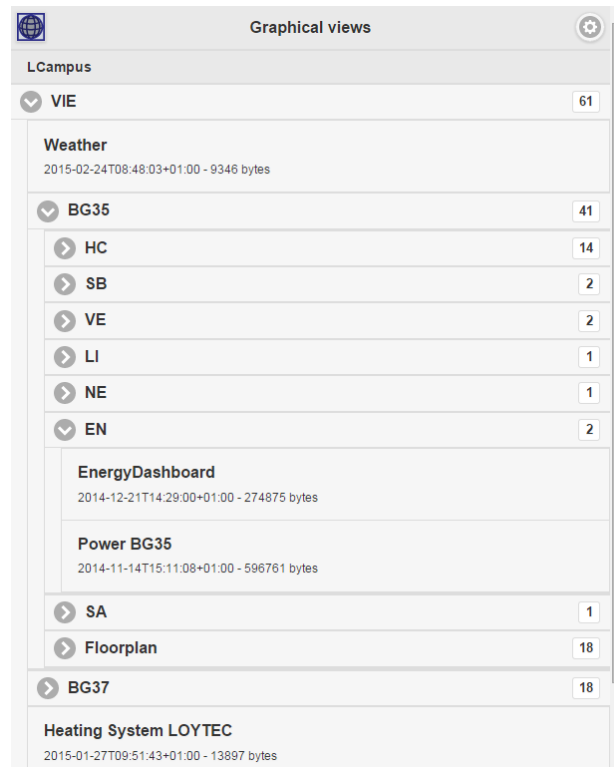 Graphical views
LCampus
VIE 61
Weather
2015-02-24T08:48:03+01:00 - 9346 bytes
BG35 41
HC 14
SB 2
VE 2
LI 1
NE 1
EN 2
EnergyDashboard
2014-12-21T14:29:00+01:00 - 274875 bytes
Power BG35
2014-11-14T15:11:08+01:00 - 596761 bytes
SA 1
Floorplan 18
BG37 18
Heating System LOYTEC
2015-01-27T09:51:43+01:00 - 13897 bytes